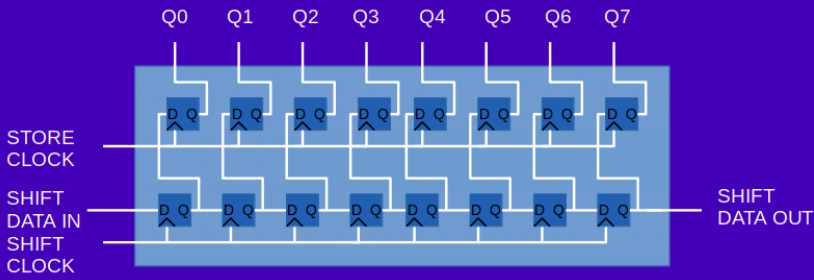 Q0 Q1 Q2 Q3 Q4 Q5 Q6 Q7
D Q D Q D Q D Q D Q D Q D Q D Q
STORE
CLOCK
SHIFT
DATA IN
D Q D Q D Q D Q D Q D Q D Q D Q
SHIFT
DATA OUT
SHIFT
CLOCK